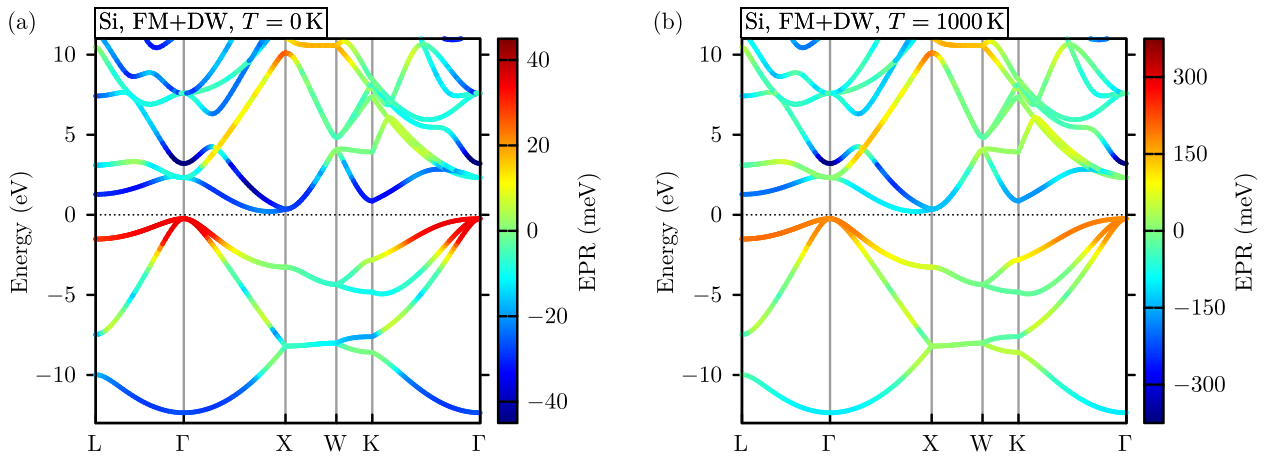 (a)
Si, FM+DW, T = 0 K
Energy (eV)
10
5
0
−5
−10
L Γ X W K Γ
40
20
0
−20
−40
EPR (meV)
(b)
Si, FM+DW, T = 1000 K
Energy (eV)
10
5
0
−5
−10
L Γ X W K Γ
300
150
0
−150
−300
EPR (meV)